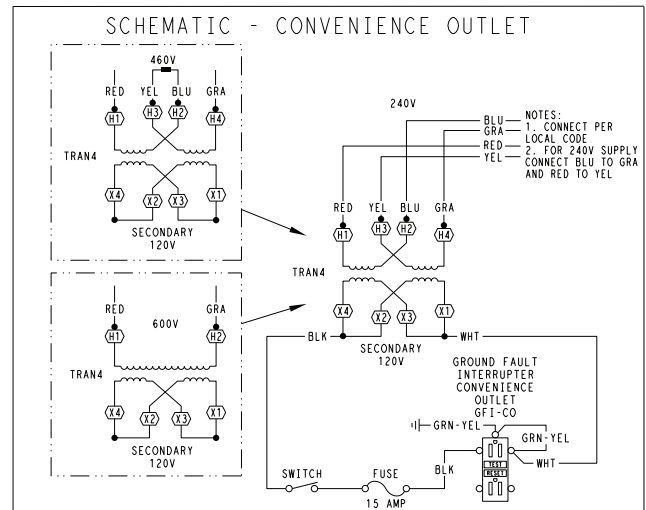 SCHEMATIC - CONVENIENCE OUTLET
460V
RED YEL BLU GRA
H1 H3 H2 H4
TRAN4
X4 X2 X3 X1
SECONDARY
120V
600V
RED GRA
H1 H2
TRAN4
X4 X2 X3 X1
SECONDARY
120V
240V
BLU
GRA
RED
YEL
NOTES:
1. CONNECT PER
LOCAL CODE
2. FOR 240V SUPPLY
CONNECT BLU TO GRA
AND RED TO YEL
RED YEL BLU GRA
H1 H3 H2 H4
TRAN4
X4 X2 X3 X1
BLK
WHT
SECONDARY
120V
GROUND FAULT
INTERRUPTER
CONVENIENCE
OUTLET
GFI-CO
GRN-YEL
GRN-YEL
WHT
TEST
RESET
BLK
SWITCH
FUSE
15 AMP